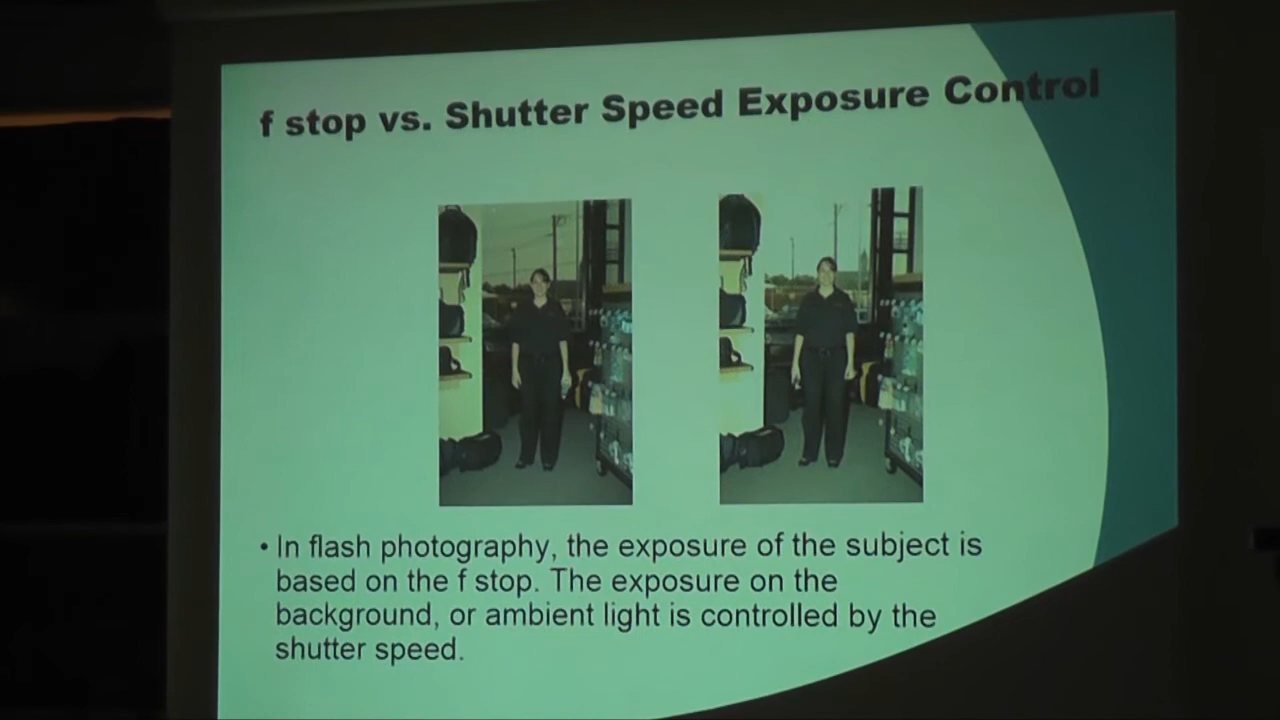 f stop vs. Shutter Speed Exposure Control
• In flash photography, the exposure of the subject is
based on the f stop. The exposure on the
background, or ambient light is controlled by the
shutter speed.